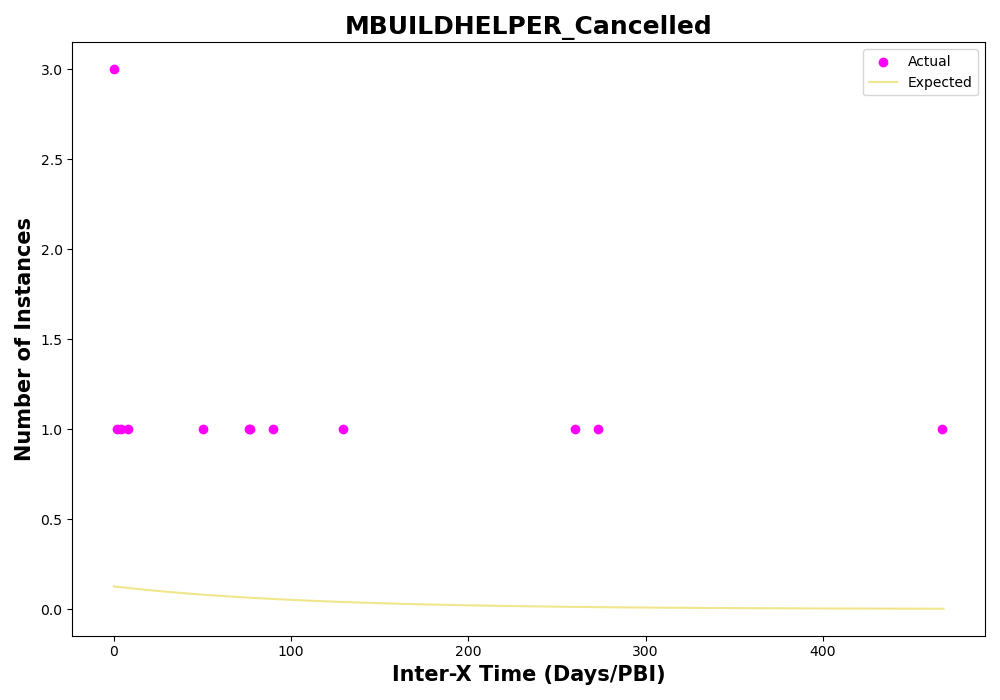 MBUILDHELPER_Cancelled
Actual
Expected
Number of Instances
3.0
2.5
2.0
1.5
1.0
0.5
0.0
0
100
200
300
400
Inter-X Time (Days/PBI)